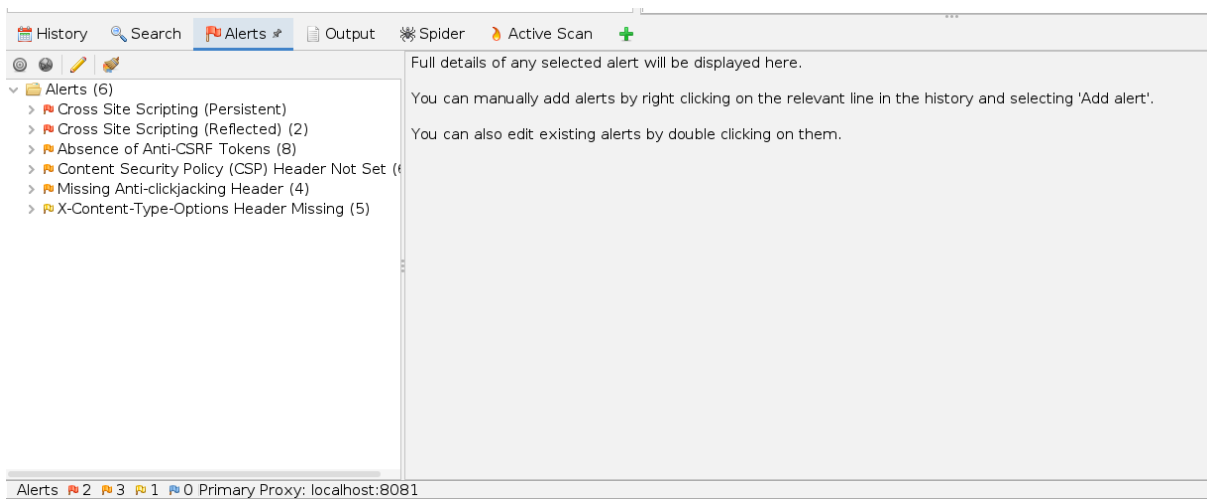 History Search Alerts Output Spider Active Scan
Full details of any selected alert will be displayed here.
You can manually add alerts by right clicking on the relevant line in the history and selecting 'Add alert'.
You can also edit existing alerts by double clicking on them.
Alerts (6)
Cross Site Scripting (Persistent)
Cross Site Scripting (Reflected) (2)
Absence of Anti-CSRF Tokens (8)
Content Security Policy (CSP) Header Not Set (
Missing Anti-clickjacking Header (4)
X-Content-Type-Options Header Missing (5)
Alerts 2 3 1 0 Primary Proxy: localhost:8081